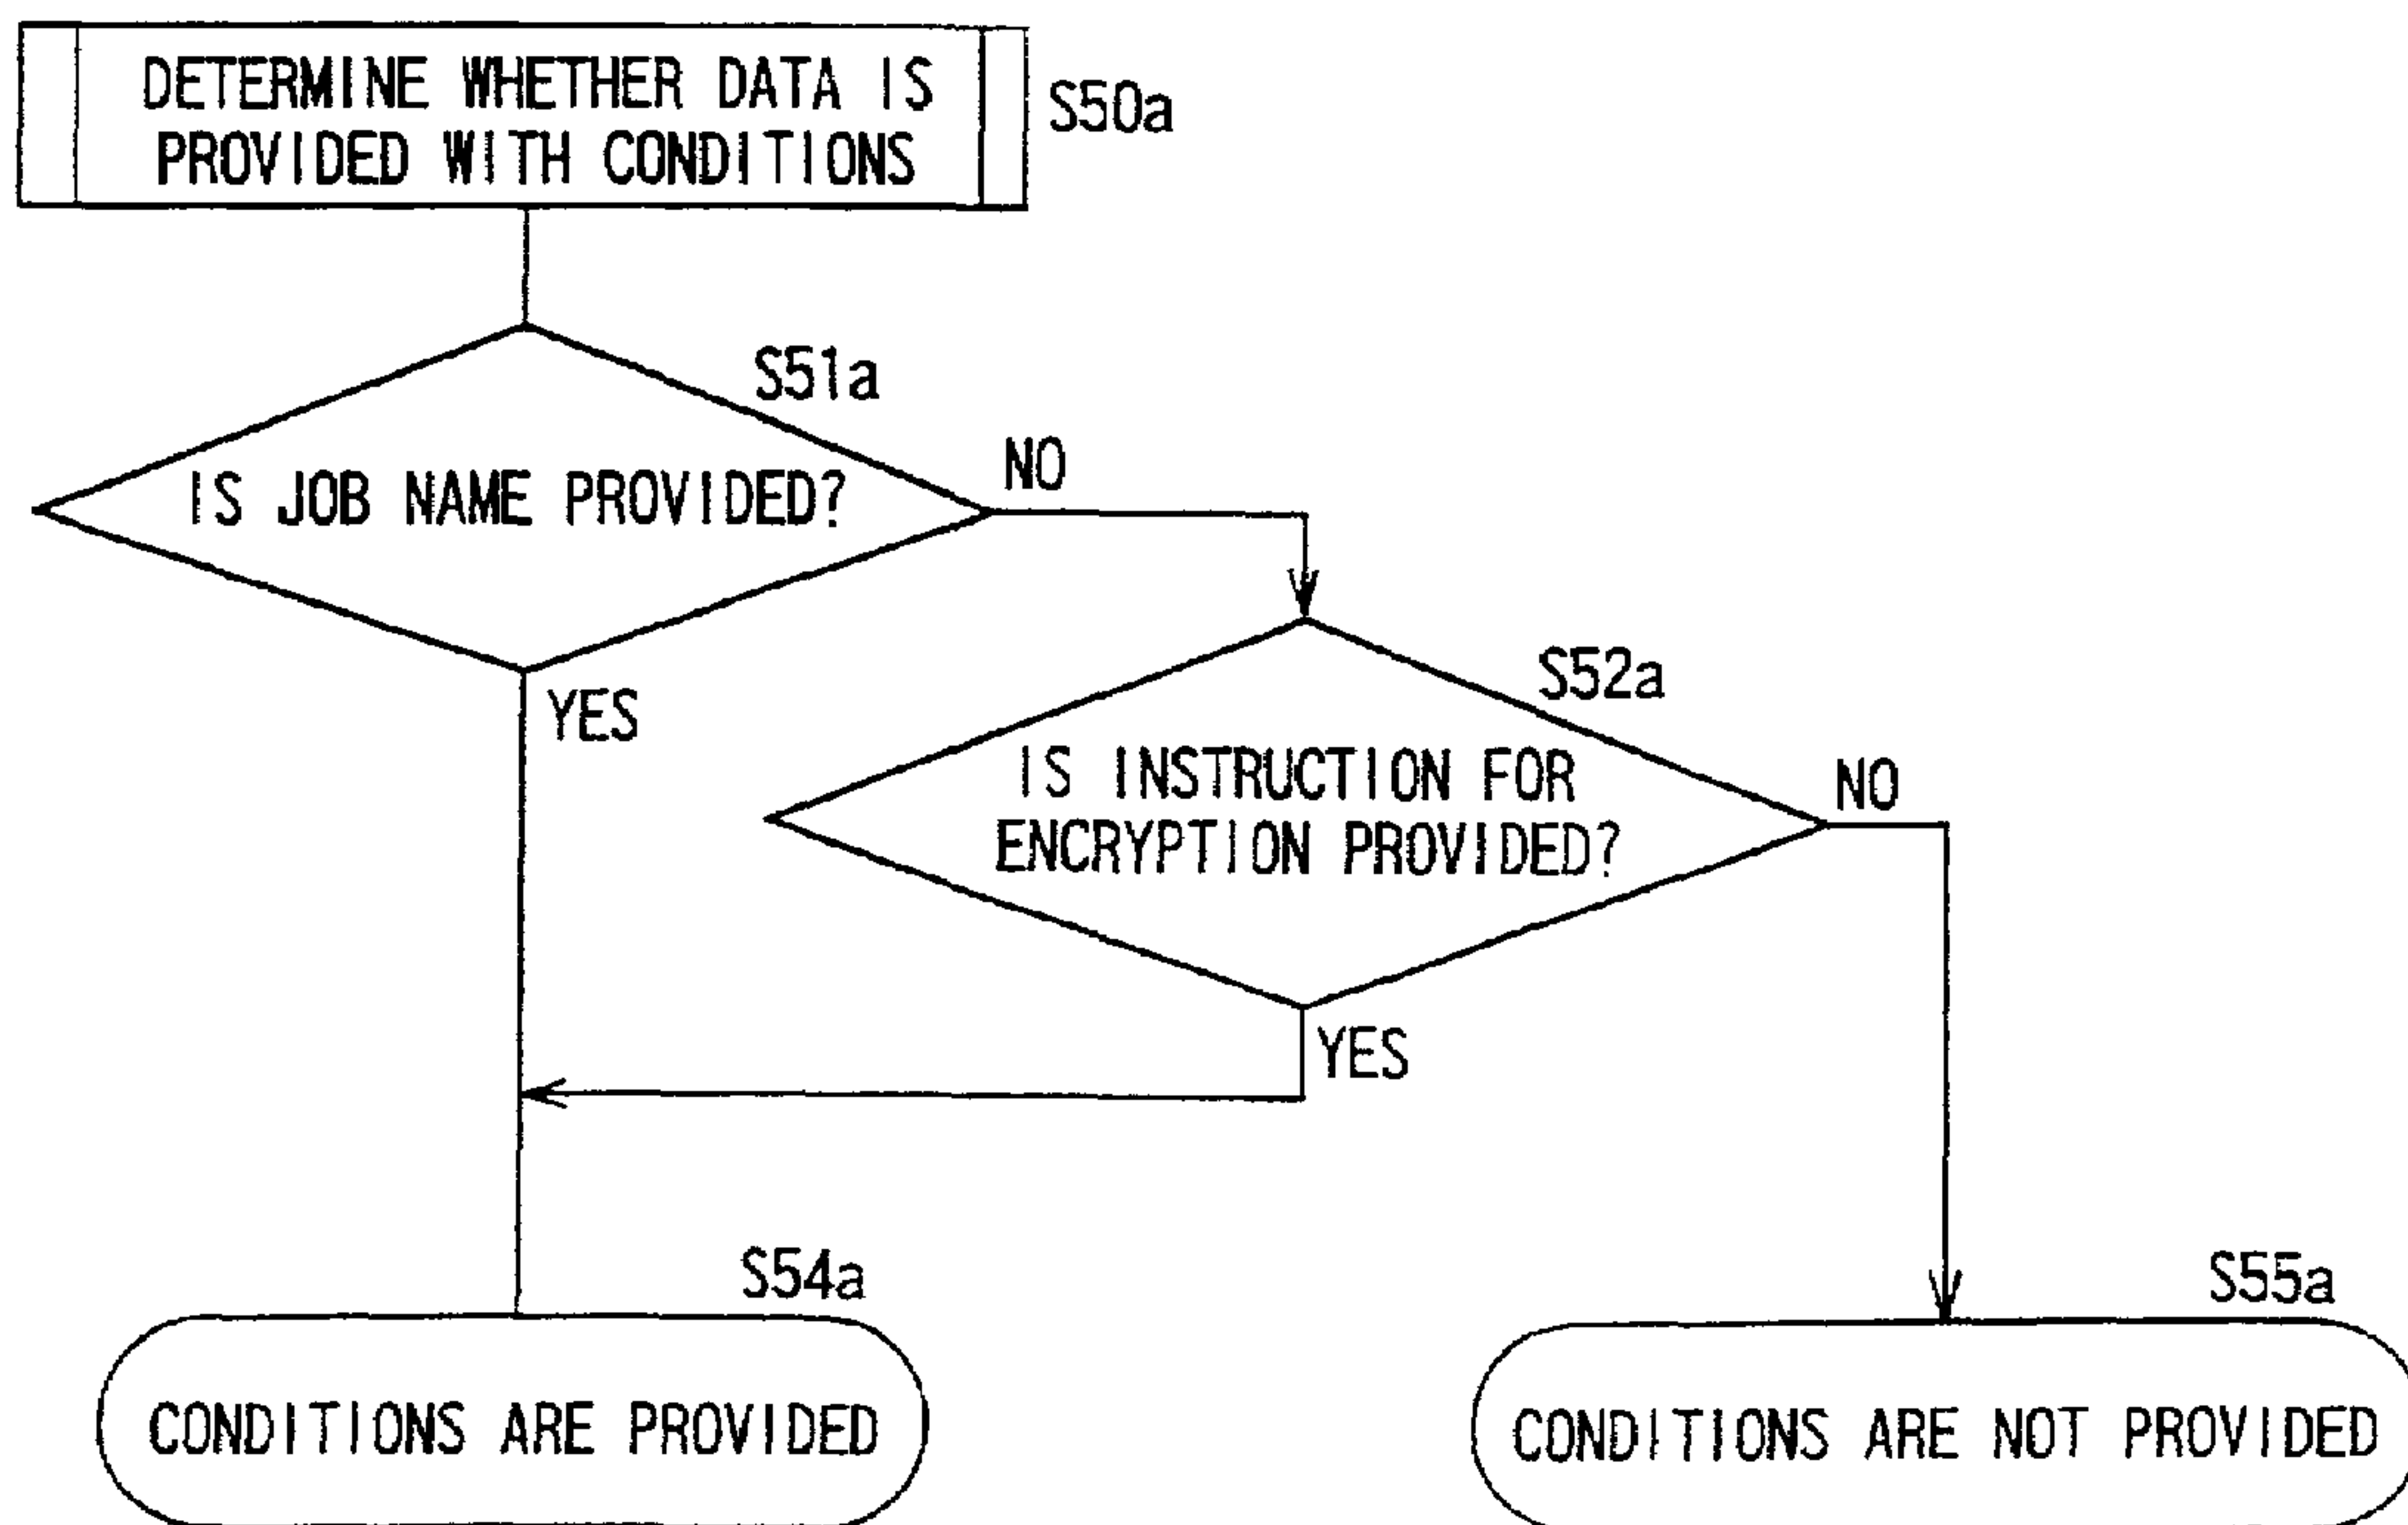 DETERMINE WHETHER DATA IS
PROVIDED WITH CONDITIONS
S50a
S51a
IS JOB NAME PROVIDED?
NO
YES
S52a
IS INSTRUCTION FOR
ENCRYPTION PROVIDED?
NO
YES
S54a
CONDITIONS ARE PROVIDED
S55a
CONDITIONS ARE NOT PROVIDED